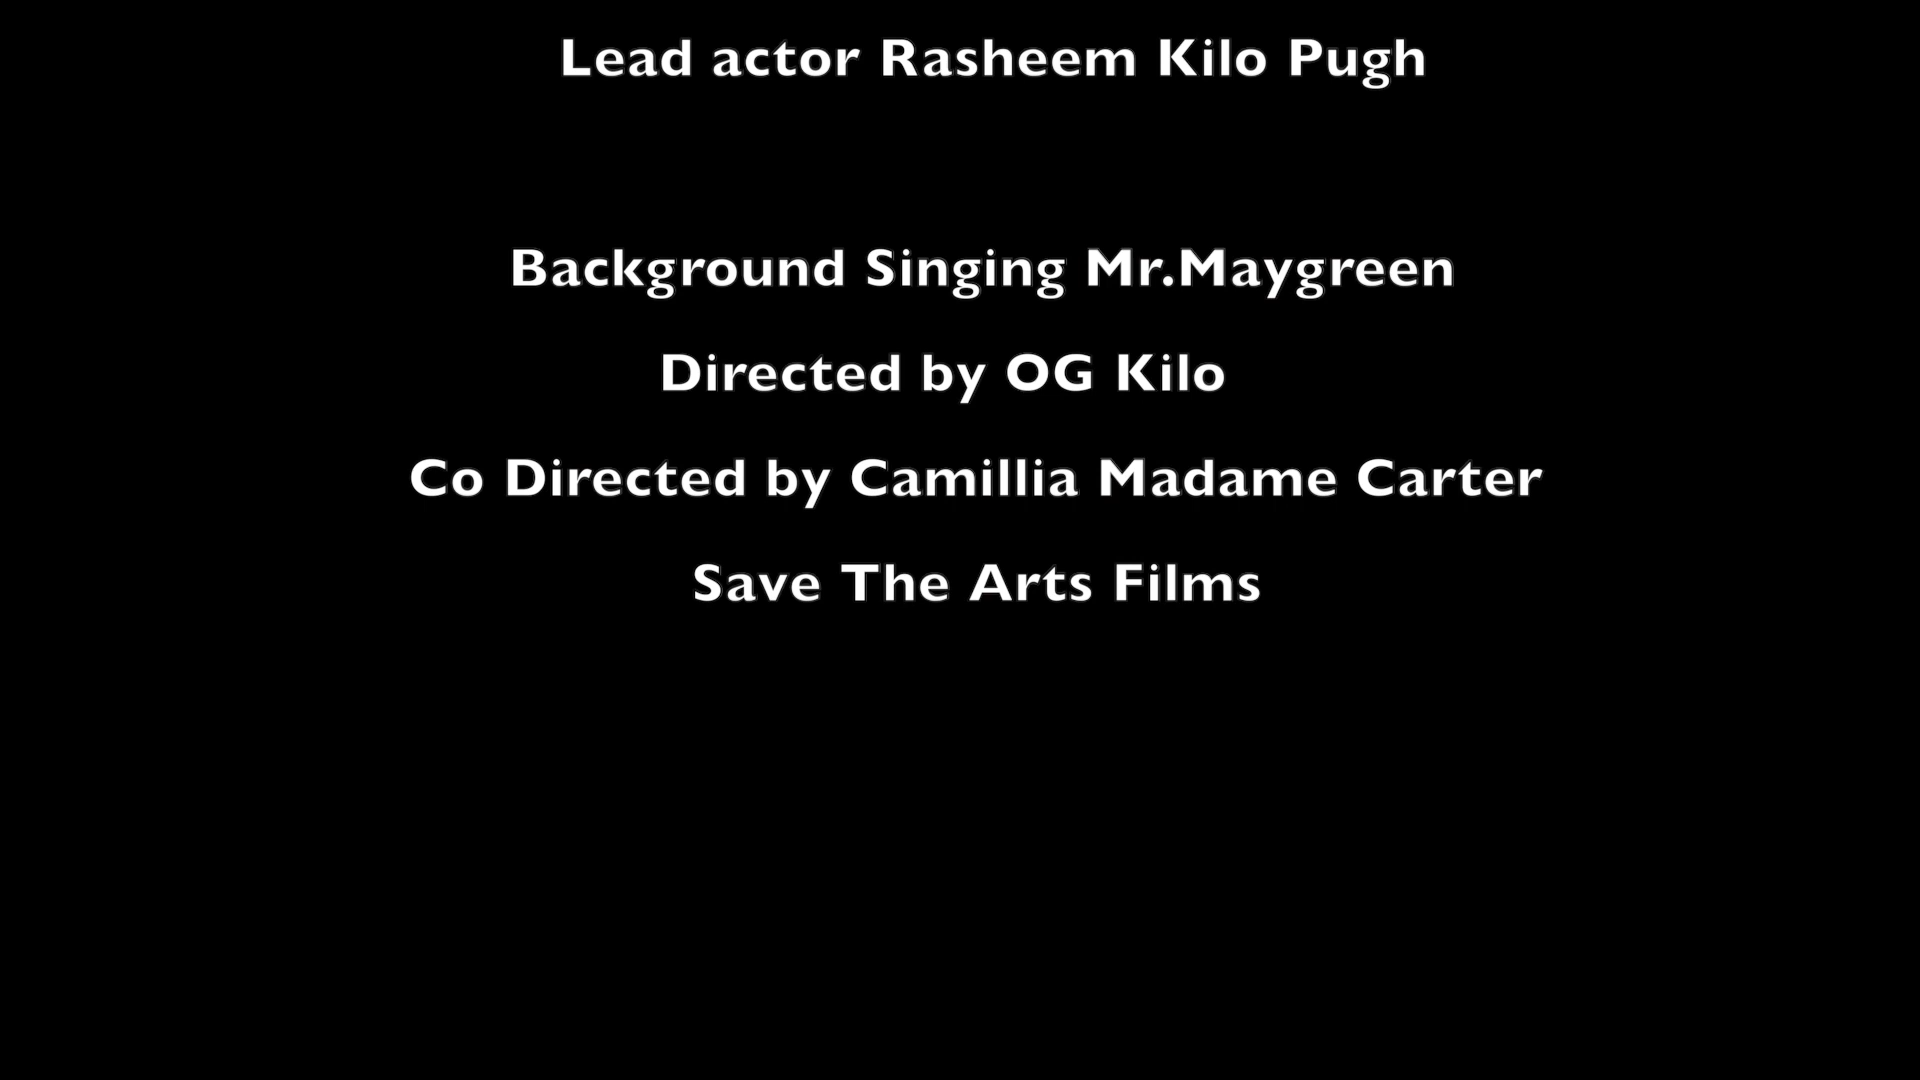 Lead actor Rasheem Kilo Pugh
Background Singing Mr.Maygreen
Directed by OG Kilo
Co Directed by Camillia Madame Carter
Save The Arts Films